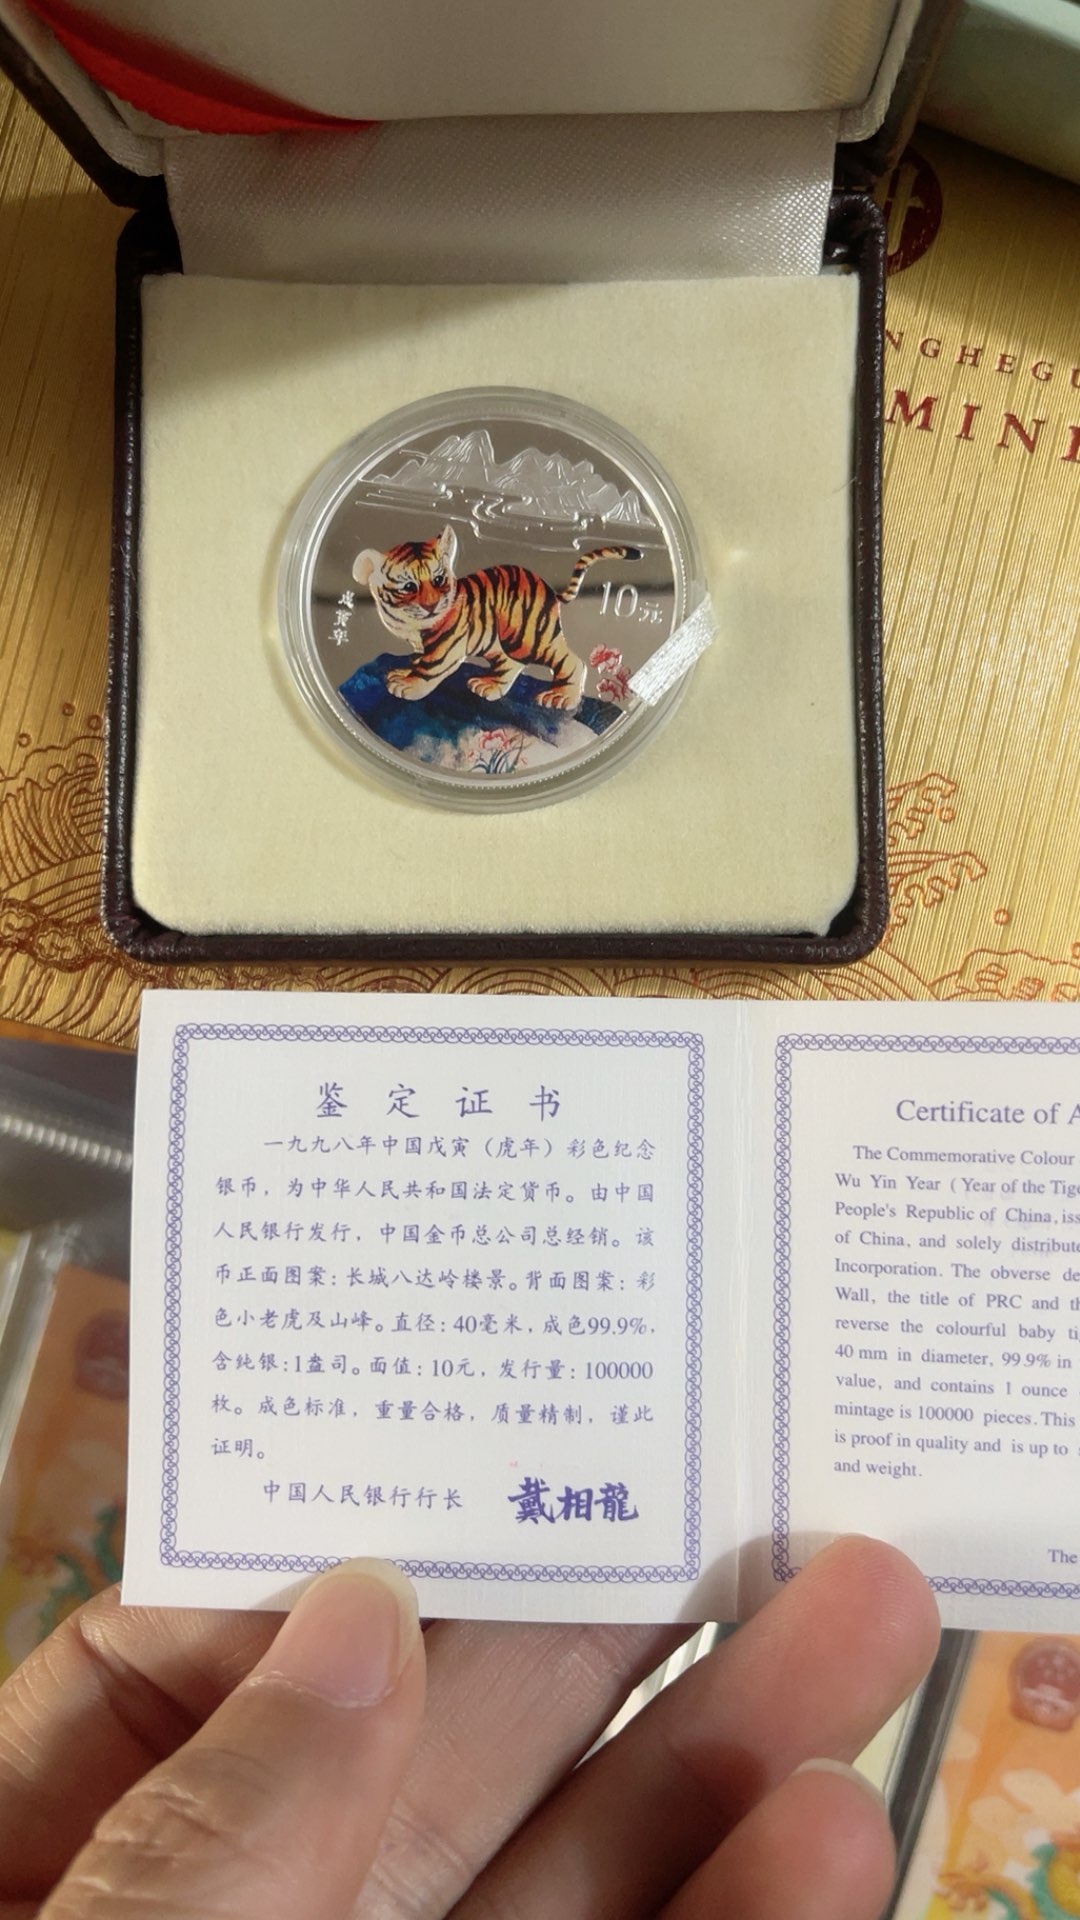 NGHEGU
MIN
戊寅年
10元
鉴定证书
一九九八年中国戊寅（虎年）彩色纪念
银币，为中华人民共和国法定货币。由中国
人民银行发行，中国金币总公司总经销。该
币正面图案：长城八达岭楼景。背面图案：彩
色小老虎及山峰。直径：40毫米，成色99.9%，
含纯银：1盎司。面值：10元，发行量：100000
枚。成色标准，重量合格，质量精制，谨此
证明。
中国人民银行行长 戴相龍
Certificate of A
The Commemorative Colour
Wu Yin Year (Year of the Tige
People's Republic of China, iss
of China, and solely distribute
Incorporation. The obverse de
Wall, the title of PRC and th
reverse the colourful baby ti
40 mm in diameter, 99.9% in
value, and contains 1 ounce
mintage is 100000 pieces. This
is proof in quality and is up to
and weight.
The